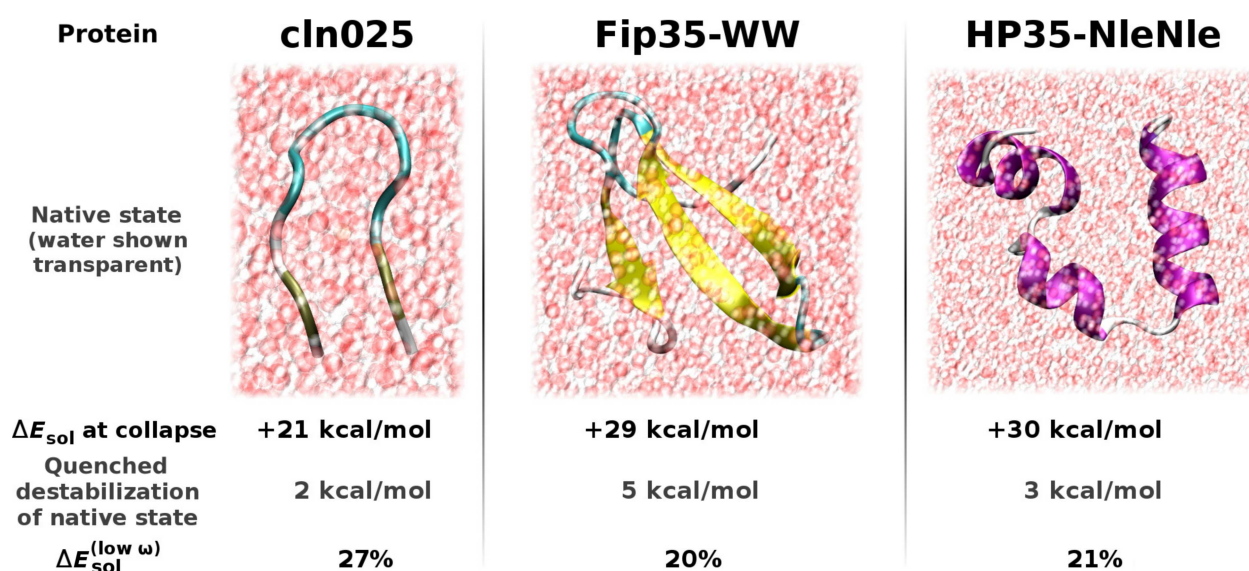 Protein cln025 Fip35-WW HP35-NleNle
Native state
(water shown
transparent)
ΔEsol at collapse +21 kcal/mol +29 kcal/mol +30 kcal/mol
Quenched
destabilization 2 kcal/mol 5 kcal/mol 3 kcal/mol
of native state
ΔEsol(low ω) 27% 20% 21%